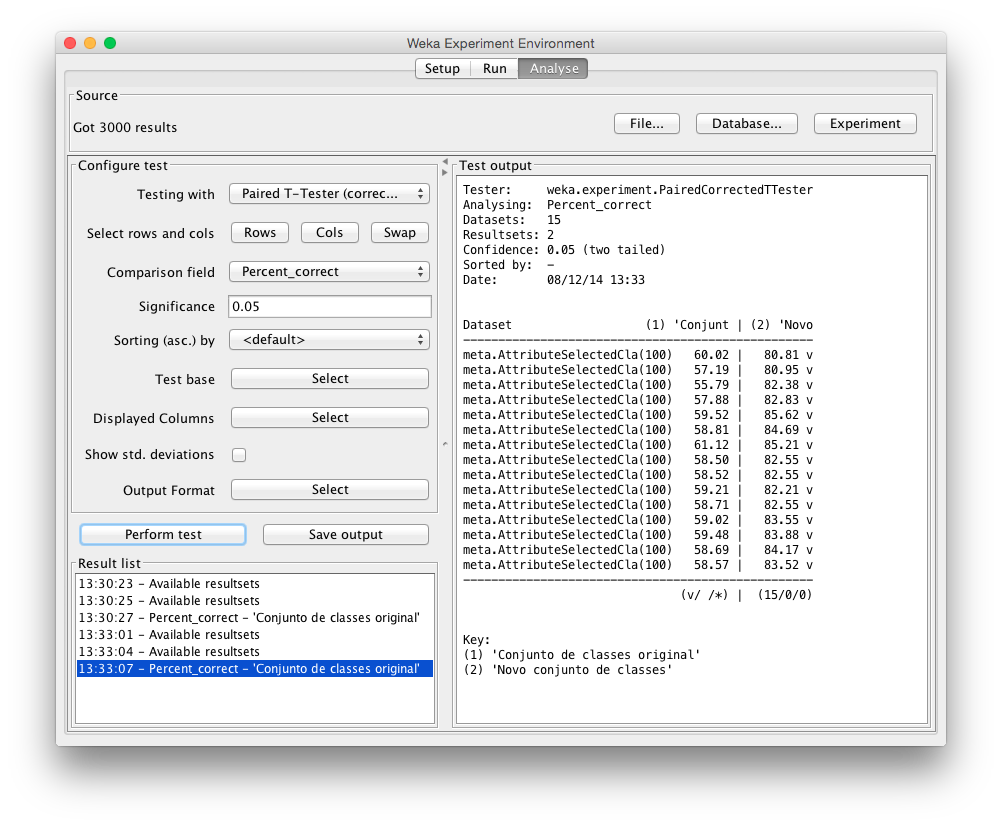 Weka Experiment Environment
Setup Run Analyse
Source
Got 3000 results
File... Database... Experiment
Configure test
Testing with Paired T-Tester (correc...
Select rows and cols Rows Cols Swap
Comparison field Percent_correct
Significance 0.05
Sorting (asc.) by <default>
Test base Select
Displayed Columns Select
Show std. deviations
Output Format Select
Perform test Save output
Result list
13:30:23 - Available resultsets
13:30:25 - Available resultsets
13:30:27 - Percent_correct - 'Conjunto de classes original'
13:33:01 - Available resultsets
13:33:04 - Available resultsets
13:33:07 - Percent_correct - 'Conjunto de classes original'
Test output
Tester: weka.experiment.PairedCorrectedTTester
Analysing: Percent_correct
Datasets: 15
Resultsets: 2
Confidence: 0.05 (two tailed)
Sorted by: -
Date: 08/12/14 13:33
Dataset (1) 'Conjunt | (2) 'Novo
----------------------------------------------------
meta.AttributeSelectedCla(100) 60.02 | 80.81 v
meta.AttributeSelectedCla(100) 57.19 | 80.95 v
meta.AttributeSelectedCla(100) 55.79 | 82.38 v
meta.AttributeSelectedCla(100) 57.88 | 82.83 v
meta.AttributeSelectedCla(100) 59.52 | 85.62 v
meta.AttributeSelectedCla(100) 58.81 | 84.69 v
meta.AttributeSelectedCla(100) 61.12 | 85.21 v
meta.AttributeSelectedCla(100) 58.50 | 82.55 v
meta.AttributeSelectedCla(100) 58.52 | 82.55 v
meta.AttributeSelectedCla(100) 59.21 | 82.21 v
meta.AttributeSelectedCla(100) 58.71 | 82.55 v
meta.AttributeSelectedCla(100) 59.02 | 83.55 v
meta.AttributeSelectedCla(100) 59.48 | 83.88 v
meta.AttributeSelectedCla(100) 58.69 | 84.17 v
meta.AttributeSelectedCla(100) 58.57 | 83.52 v
----------------------------------------------------
(v/ /*) | (15/0/0)
Key:
(1) 'Conjunto de classes original'
(2) 'Novo conjunto de classes'